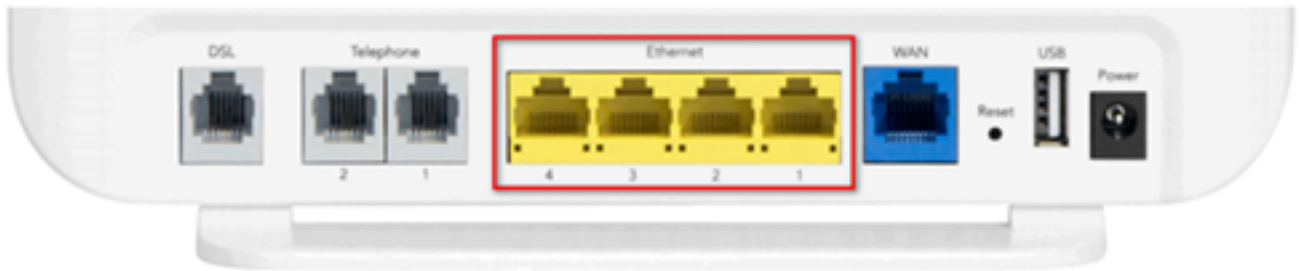 DSL Telephone Ethernet WAN USB
Power
Reset
2 1 4 3 2 1